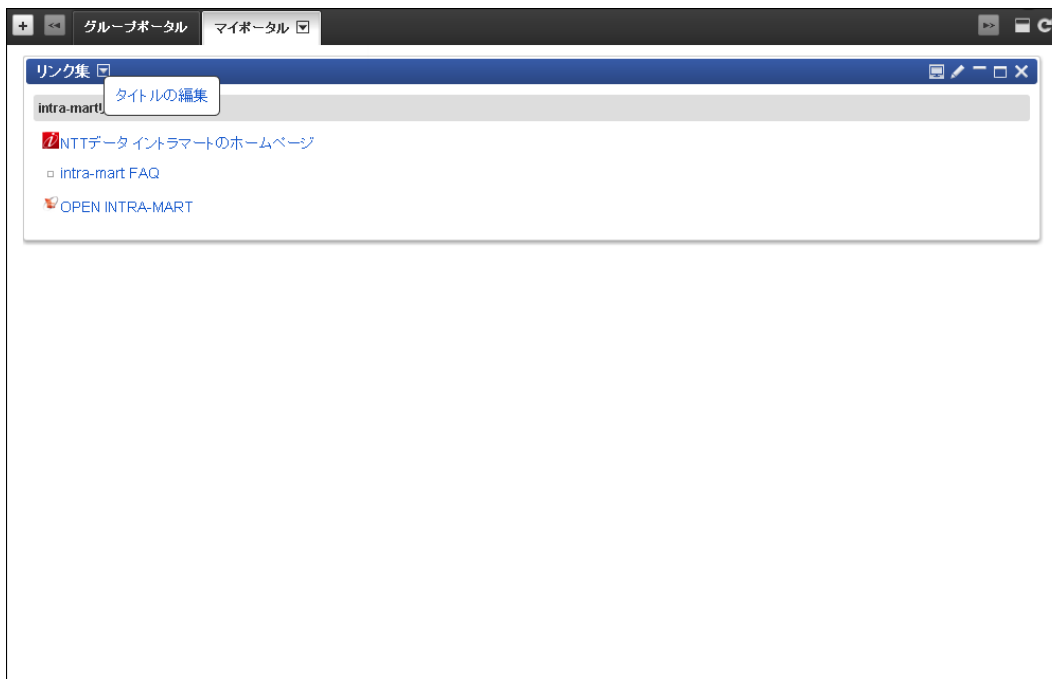 グループポータル マイポータル
リンク集
タイトルの編集
intra-mart
NTTデータ イントラマートのホームページ
intra-mart FAQ
OPEN INTRA-MART